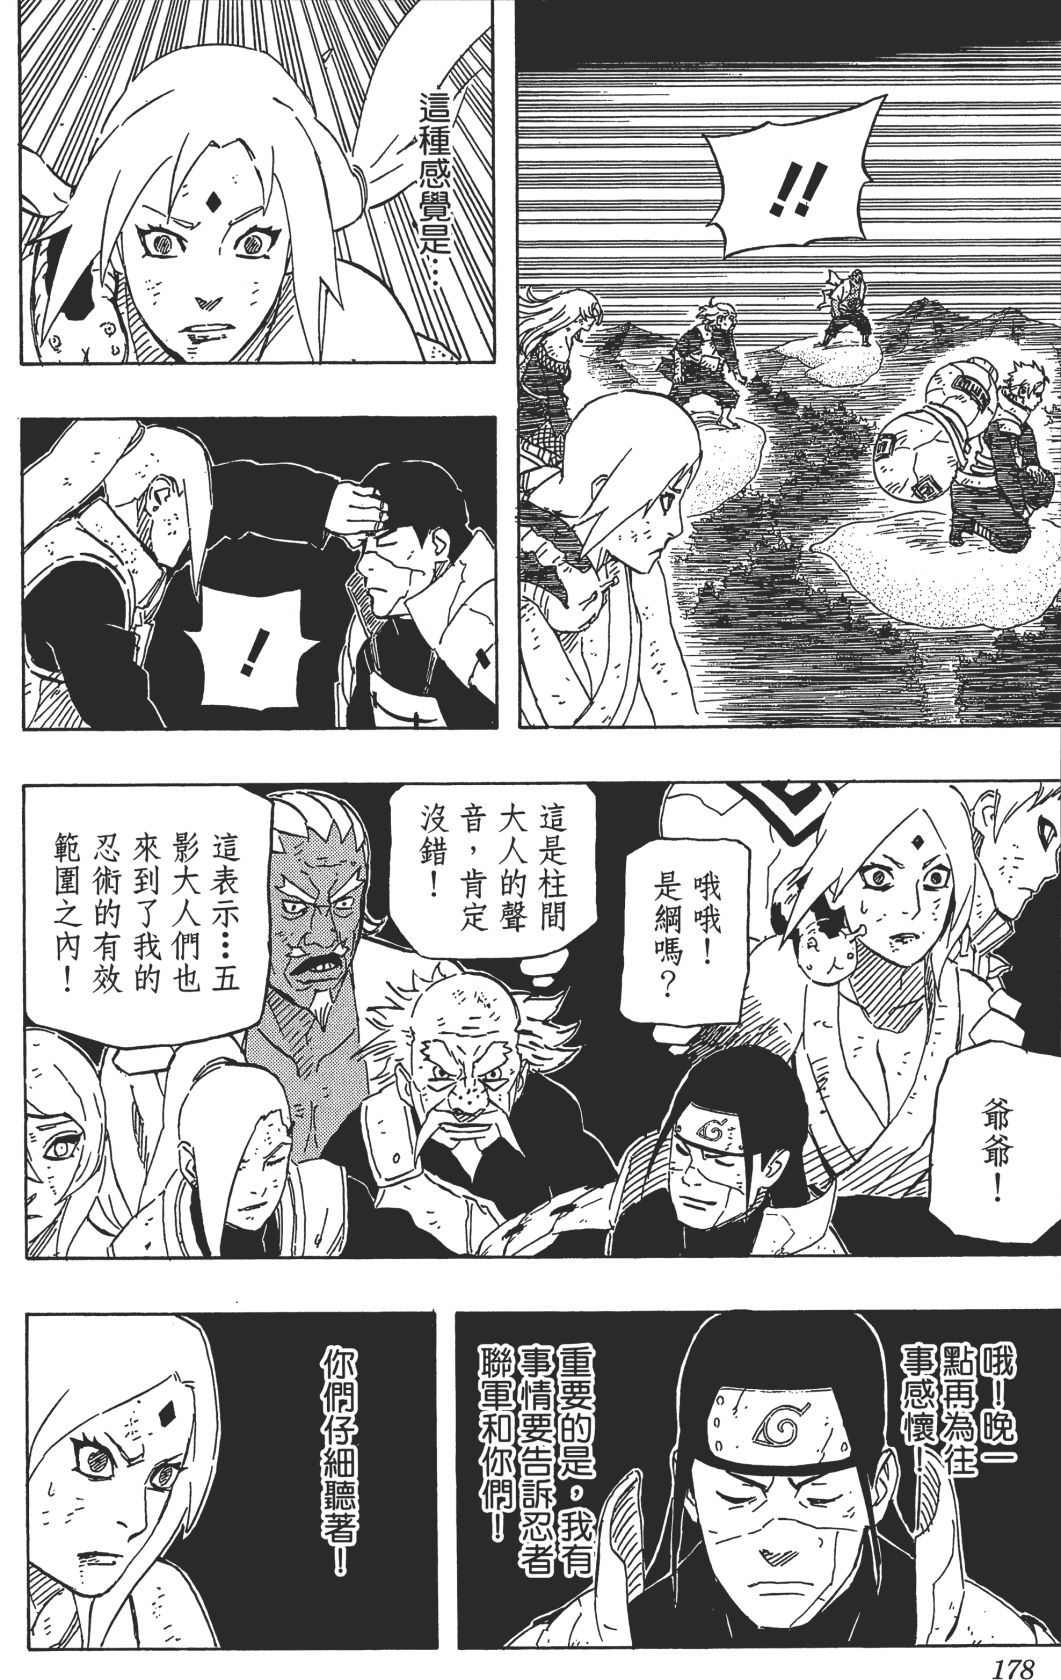 !!
這種感覺是…
!
爺爺！
哦哦！
是綱嗎？
這是柱間
大人的聲
音，肯定
沒錯！
這表示…五
影大人們也
來到了我的
忍術的有效
範圍之內！
哦！晚一
點再為往
事感懷！
重要的是，我有
事情要告訴忍者
聯軍和你們！
你們仔細聽著！
178